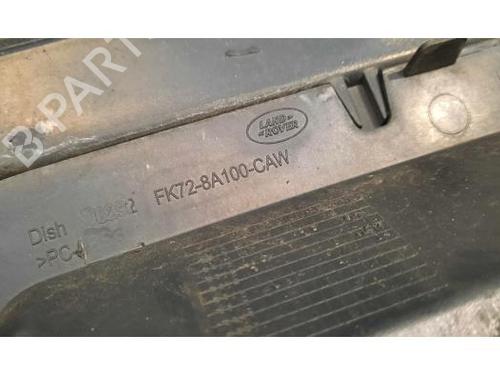 B-PARTS
LAND
ROVER
FK72-8A100-CAW
Dish
>PC